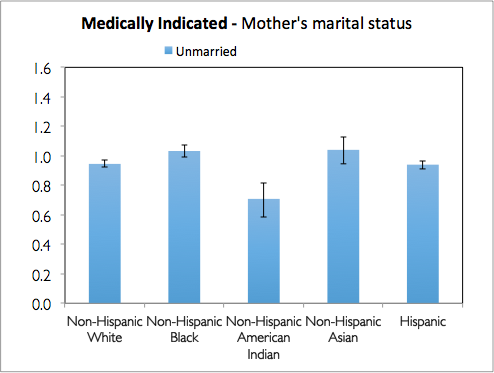 Medically Indicated - Mother's marital status
Unmarried
1.6
1.4
1.2
1.0
0.8
0.6
0.4
0.2
0.0
Non-Hispanic White
Non-Hispanic Black
Non-Hispanic American Indian
Non-Hispanic Asian
Hispanic